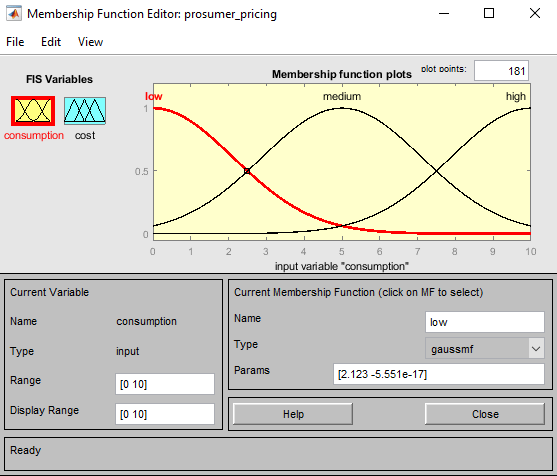 Membership Function Editor: prosumer_pricing
File Edit View
FIS Variables
consumption cost
Membership function plots
plot points: 181
low medium high
1
0.5
0
0 1 2 3 4 5 6 7 8 9 10
input variable "consumption"
Current Variable
Name consumption
Type input
Range [0 10]
Display Range [0 10]
Current Membership Function (click on MF to select)
Name low
Type gaussmf
Params [2.123 -5.551e-17]
Help Close
Ready